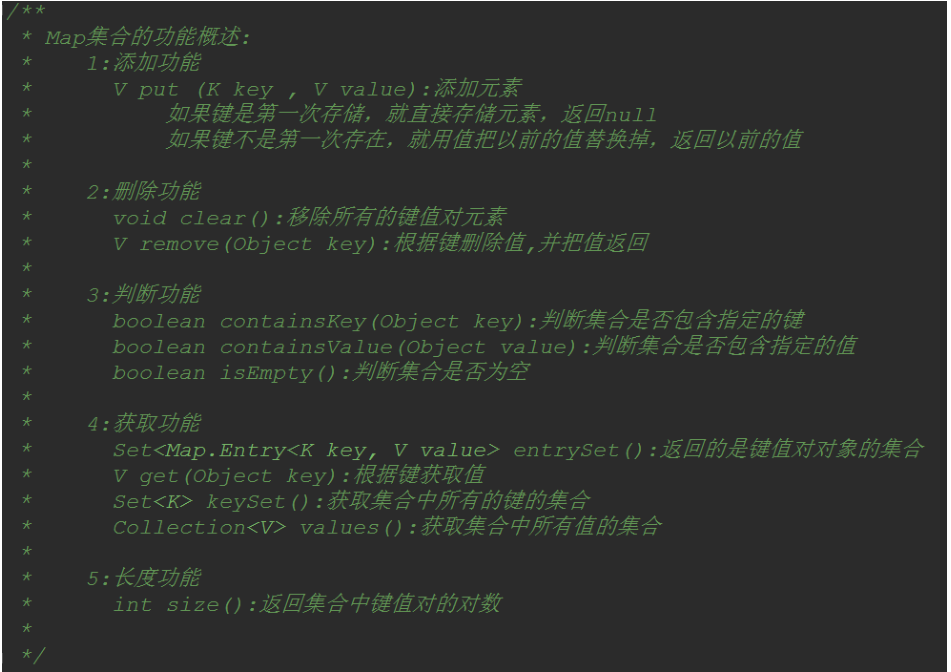 /**
 * Map集合的功能概述:
 *    1:添加功能
 *      V put (K key , V value):添加元素
 *          如果键是第一次存储，就直接存储元素，返回null
 *          如果键不是第一次存在，就用值把以前的值替换掉，返回以前的值
 *
 *    2:删除功能
 *      void clear():移除所有的键值对元素
 *      V remove(Object key):根据键删除值,并把值返回
 *
 *    3:判断功能
 *      boolean containsKey(Object key):判断集合是否包含指定的键
 *      boolean containsValue(Object value):判断集合是否包含指定的值
 *      boolean isEmpty():判断集合是否为空
 *
 *    4:获取功能
 *      Set<Map.Entry<K key, V value> entrySet():返回的是键值对对象的集合
 *      V get(Object key):根据键获取值
 *      Set<K> keySet():获取集合中所有的键的集合
 *      Collection<V> values():获取集合中所有值的集合
 *
 *    5:长度功能
 *      int size():返回集合中键值对的对数
 *
 */